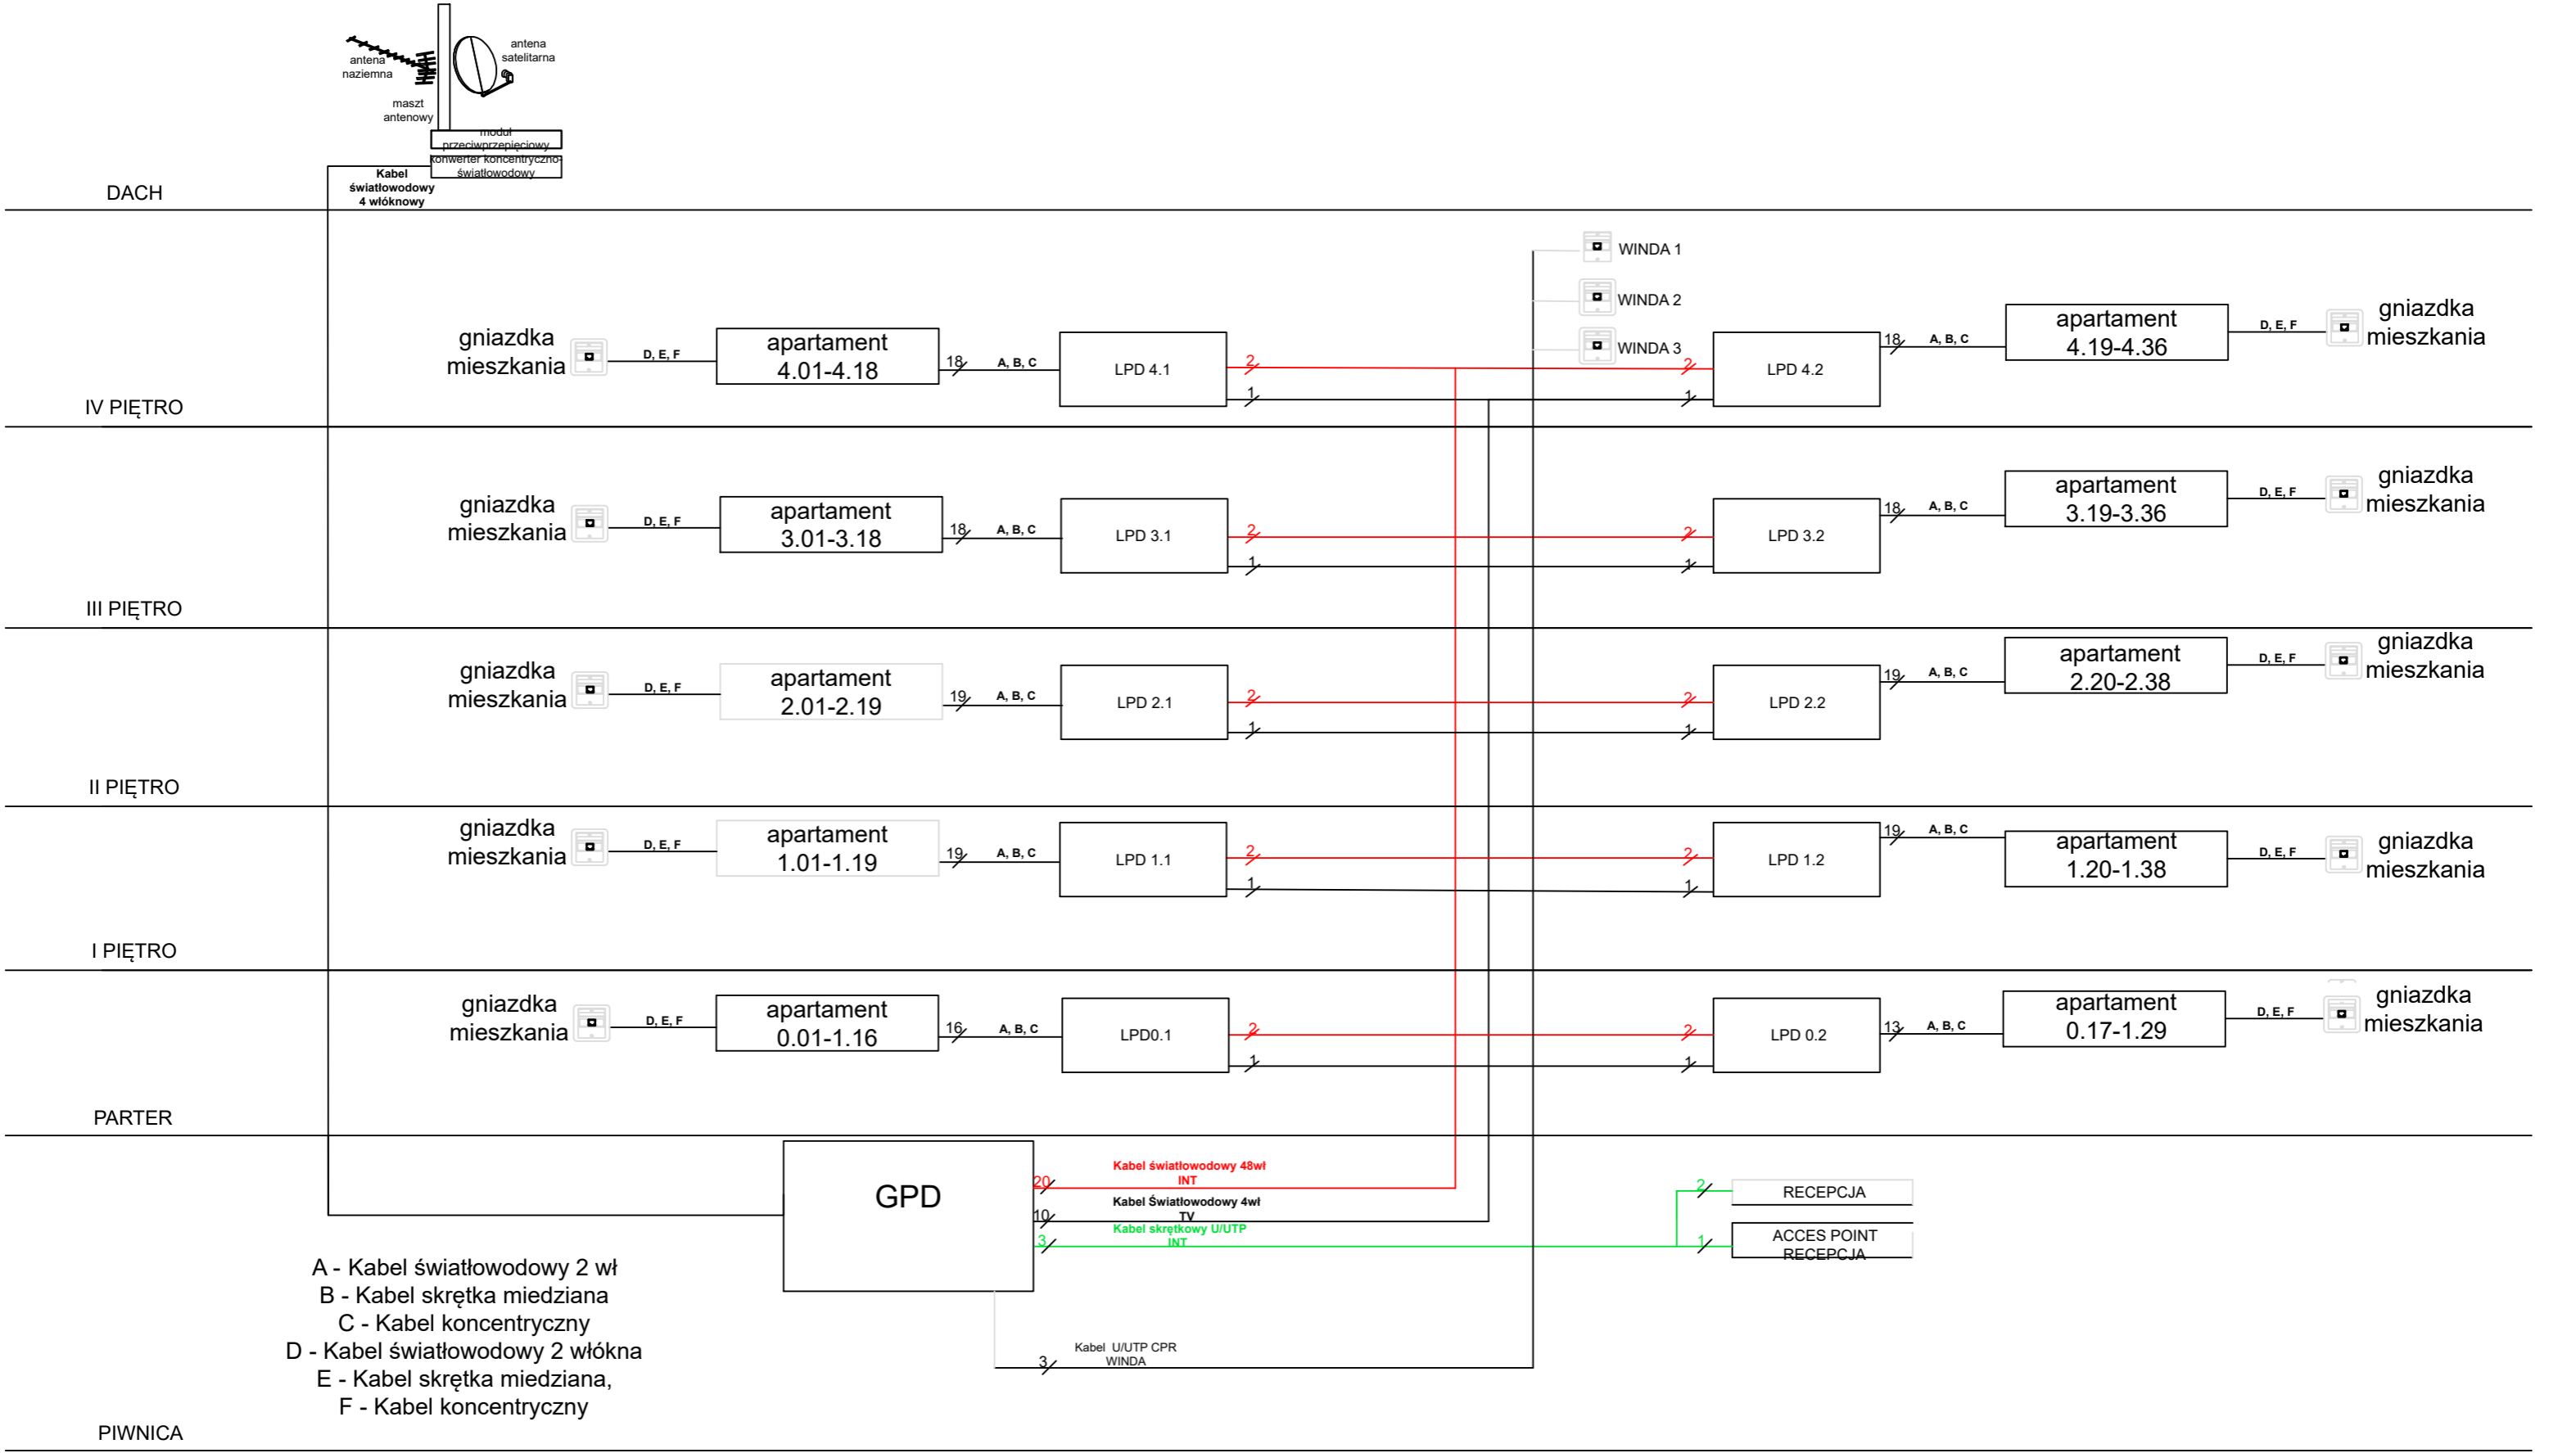 antena
naziemna
antena
satelitarna
maszt
antenowy
moduł
przeciwprzepięciowy
konwerter koncentryczno-
światłowodowy
Kabel
światłowodowy
4 włóknowy
DACH
WINDA 1
WINDA 2
WINDA 3
gniazdka
mieszkania
D, E, F
apartament
4.01-4.18
18
A, B, C
LPD 4.1
2
1
2
1
LPD 4.2
18
A, B, C
apartament
4.19-4.36
D, E, F
gniazdka
mieszkania
IV PIĘTRO
gniazdka
mieszkania
D, E, F
apartament
3.01-3.18
18
A, B, C
LPD 3.1
2
1
2
1
LPD 3.2
18
A, B, C
apartament
3.19-3.36
D, E, F
gniazdka
mieszkania
III PIĘTRO
gniazdka
mieszkania
D, E, F
apartament
2.01-2.19
19
A, B, C
LPD 2.1
2
1
2
1
LPD 2.2
19
A, B, C
apartament
2.20-2.38
D, E, F
gniazdka
mieszkania
II PIĘTRO
gniazdka
mieszkania
D, E, F
apartament
1.01-1.19
19
A, B, C
LPD 1.1
2
1
2
1
LPD 1.2
19
A, B, C
apartament
1.20-1.38
D, E, F
gniazdka
mieszkania
I PIĘTRO
gniazdka
mieszkania
D, E, F
apartament
0.01-1.16
16
A, B, C
LPD0.1
2
1
2
1
LPD 0.2
13
A, B, C
apartament
0.17-1.29
D, E, F
gniazdka
mieszkania
PARTER
GPD
20
Kabel światłowodowy 48wł
INT
10
Kabel Światłowodowy 4wł
TV
3
Kabel skrętkowy U/UTP
INT
2
RECEPCJA
1
ACCES POINT
RECEPCJA
3
Kabel U/UTP CPR
WINDA
A - Kabel światłowodowy 2 wł
B - Kabel skrętka miedziana
C - Kabel koncentryczny
D - Kabel światłowodowy 2 włókna
E - Kabel skrętka miedziana,
F - Kabel koncentryczny
PIWNICA